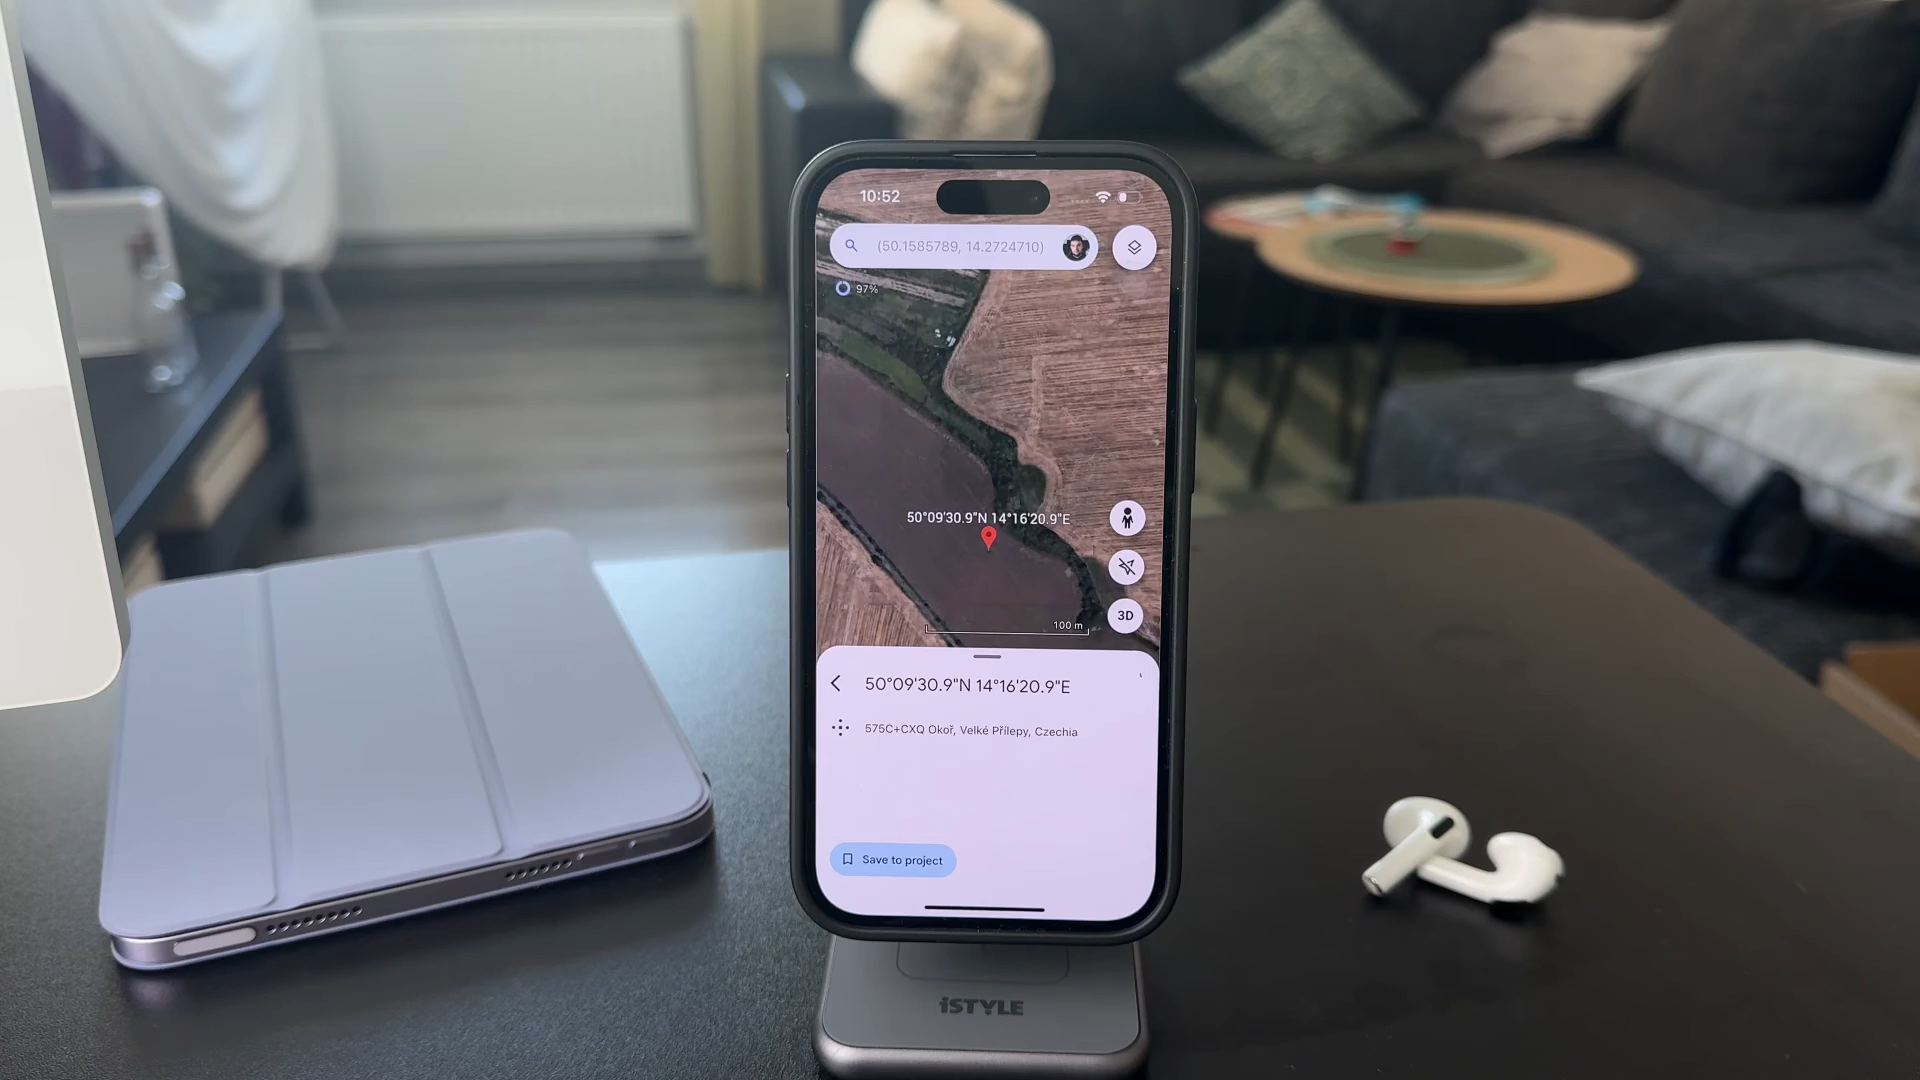 10:52
(50.1585789, 14.2724710)
97%
50°09'30.9"N 14°16'20.9"E
3D
100 m
50°09'30.9"N 14°16'20.9"E
575C+CXQ Okoř, Velké Přílepy, Czechia
Save to project
iSTYLE